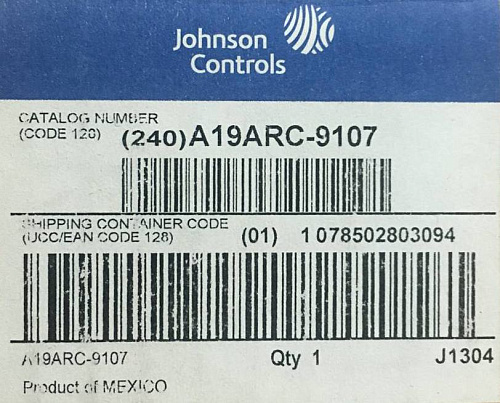 Johnson
Controls
CATALOG NUMBER
(CODE 128) (240)A19ARC-9107
SHIPPING CONTAINER CODE
(UCC/EAN CODE 128) (01) 1 078502803094
A19ARC-9107 Qty 1 J1304
Product of MEXICO